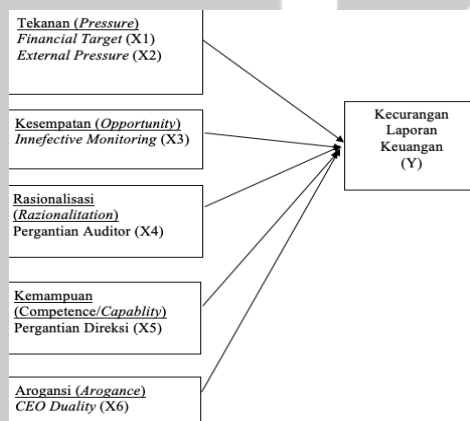 Tekanan (Pressure)
Financial Target (X1)
External Pressure (X2)
Kesempatan (Opportunity)
Innefective Monitoring (X3)
Kecurangan
Laporan
Keuangan
(Y)
Rasionalisasi
(Razionalitation)
Pergantian Auditor (X4)
Kemampuan
(Competence/Capablity)
Pergantian Direksi (X5)
Arogansi (Arogance)
CEO Duality (X6)